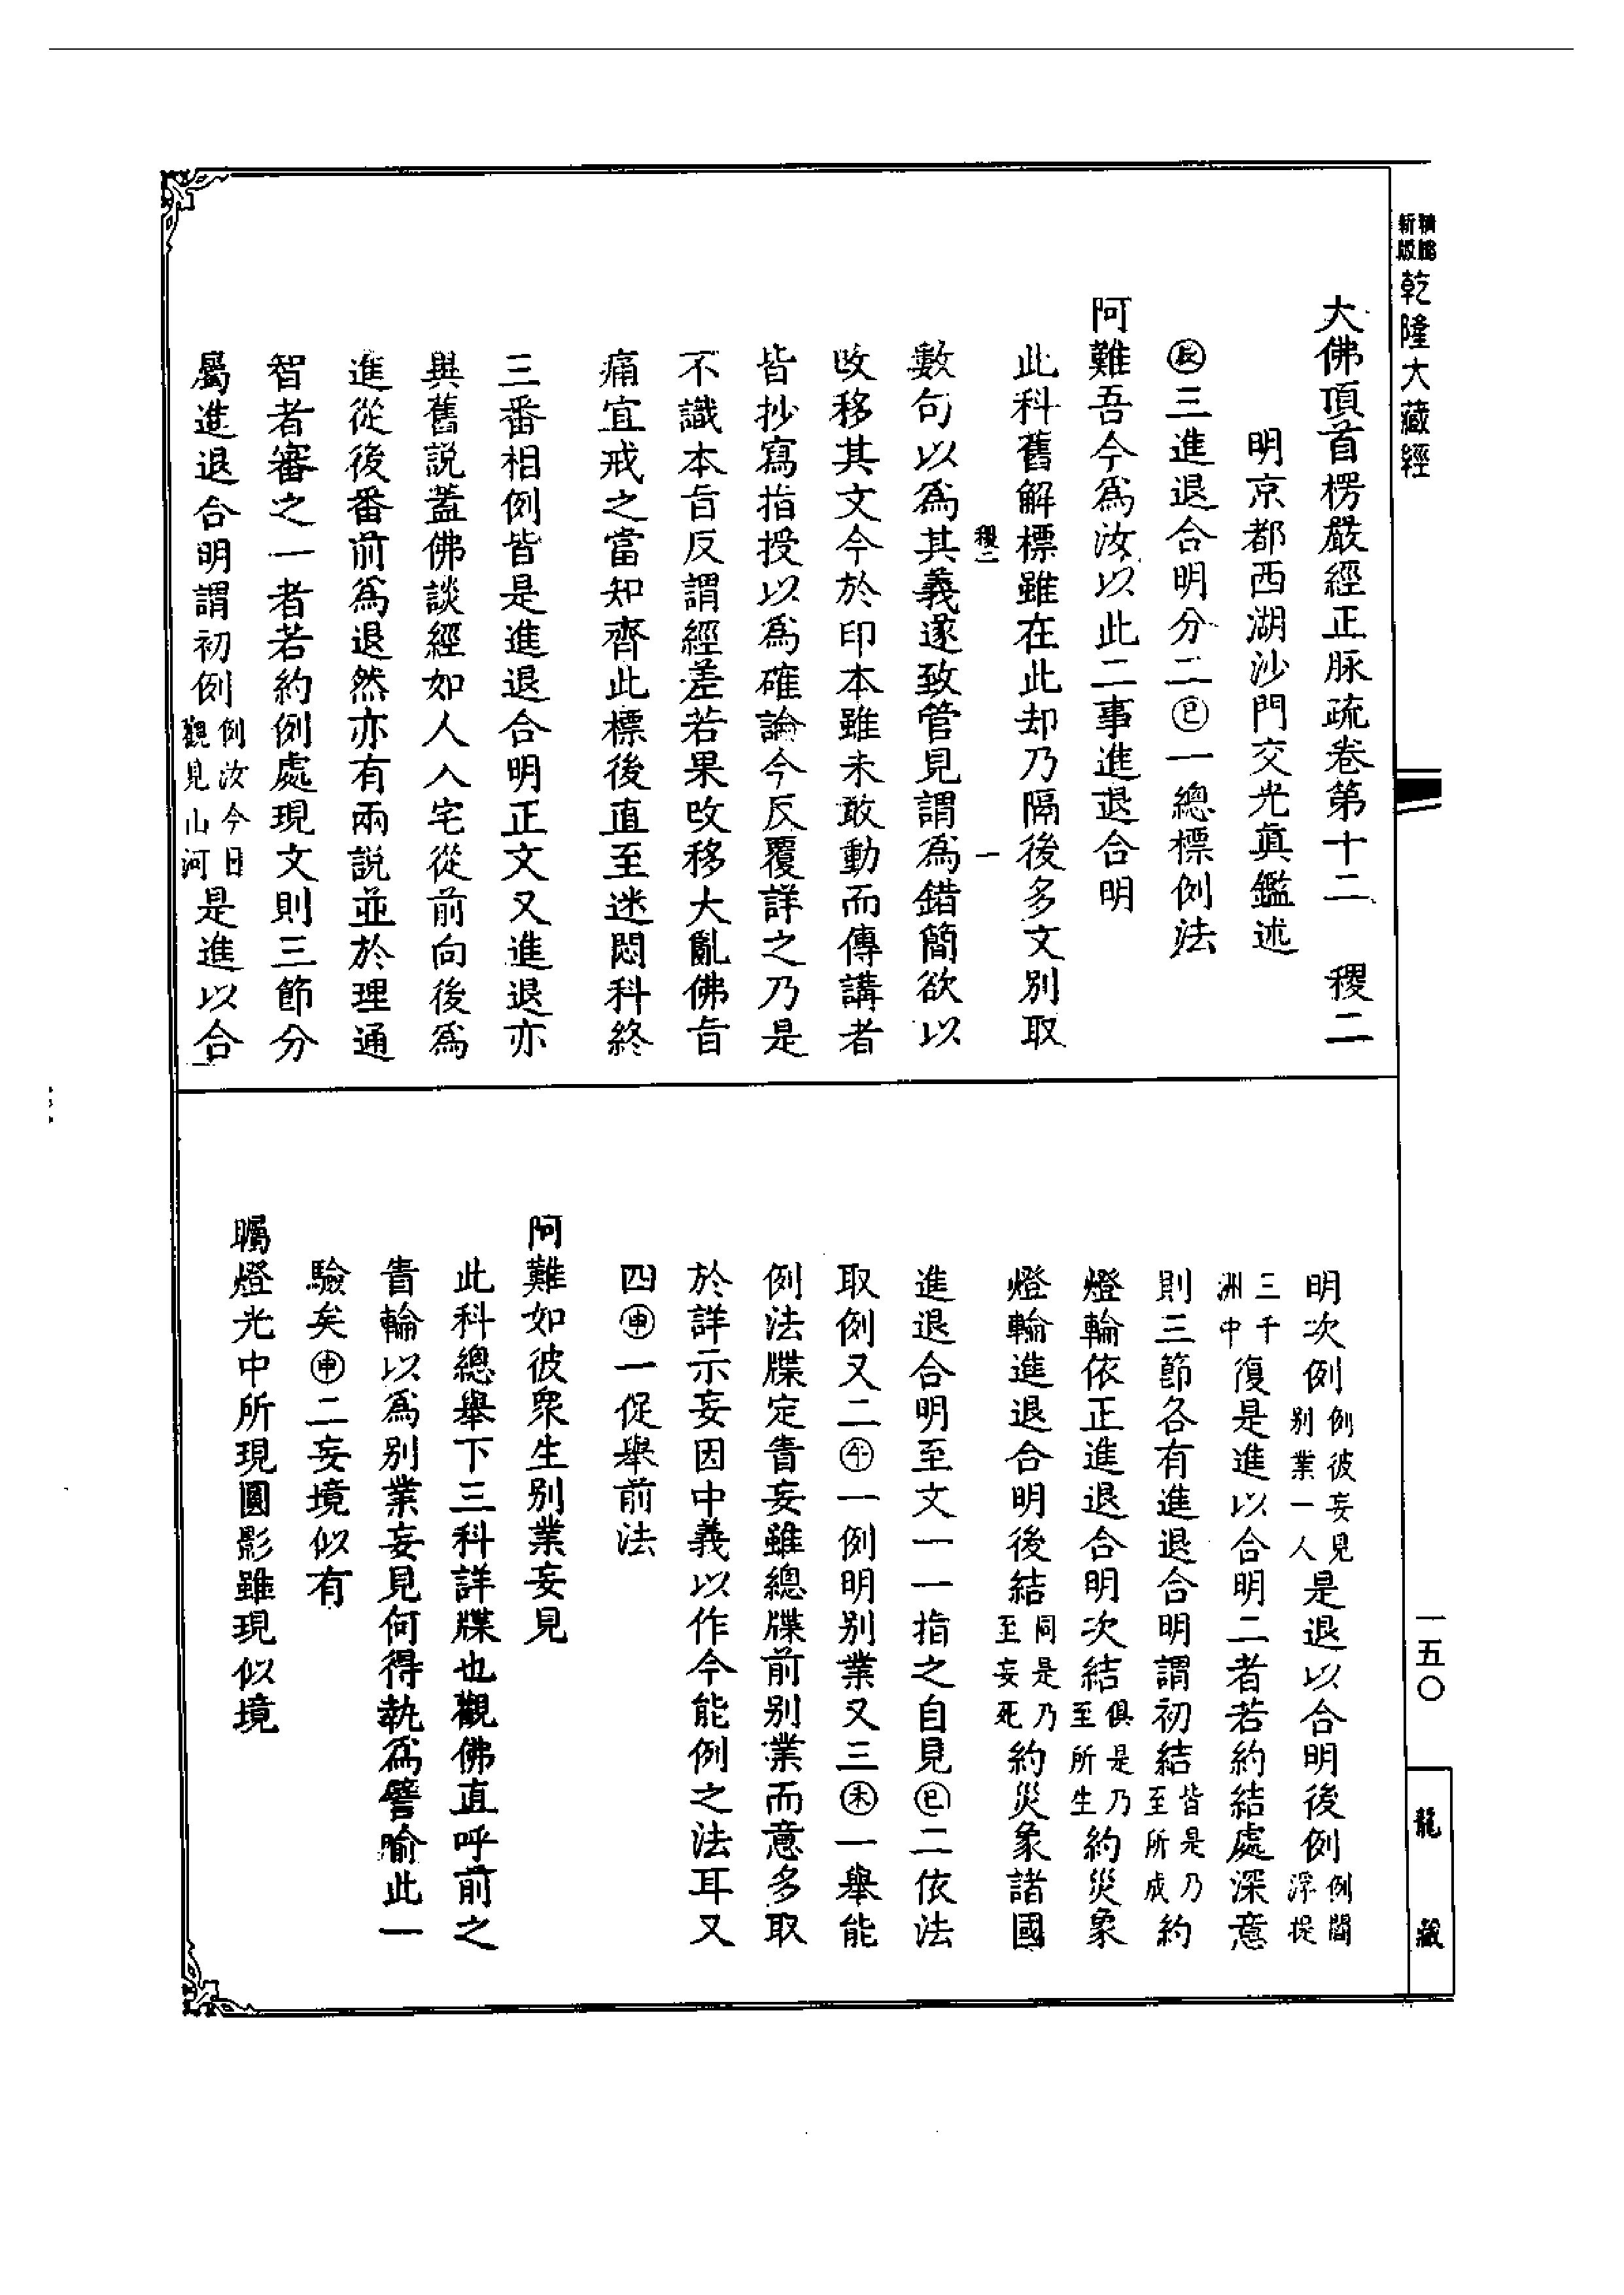 精鵬
新版
乾隆大藏經
大佛頂首楞嚴經正脉疏卷第十二　稷二
明京都西湖沙門交光真鑑述
㊂三進退合明分二㊁一總標例法
阿難吾今爲汝以此二事進退合明
此科舊解標雖在此却乃隔後多文別取
稷二　一
數句以爲其義遂致管見謂爲錯簡欲以
改移其文今於印本雖未敢動而傳講者
皆抄寫指授以爲確論今反覆詳之乃是
不識本旨反謂經差若果改移大亂佛旨
痛宜戒之當知齊此標後直至迷悶科終
三番相例皆是進退合明正文又進退亦
與舊説蓋佛談經如人入宅從前向後爲
進從後番前爲退然亦有兩説並於理通
智者審之一者若約例處現文則三節分
屬進退合明謂初例例汝今日觀見山河是進以合
明次例例彼妄見別業一人是退以合明後例例閻浮提
三千洲中復是進以合明二者若約結處深意
則三節各有進退合明謂初結皆是乃至所成約
燈輪依正進退合明次結俱是乃至所生約災象
燈輪進退合明後結同是乃至妄死約災象諸國
進退合明至文一一指之自見㊁二依法
取例又二㊁一例明別業又三㊁一舉能
例法牒定眚妄雖總牒前別業而意多取
於詳示妄因中義以作今能例之法耳又
四㊁一促舉前法
阿難如彼衆生別業妄見
此科總舉下三科詳牒也觀佛直呼前之
眚輪以爲別業妄見何得執爲譬喻此一
驗矣㊁二妄境似有
矚燈光中所現圓影雖現似境
一五〇
龍藏